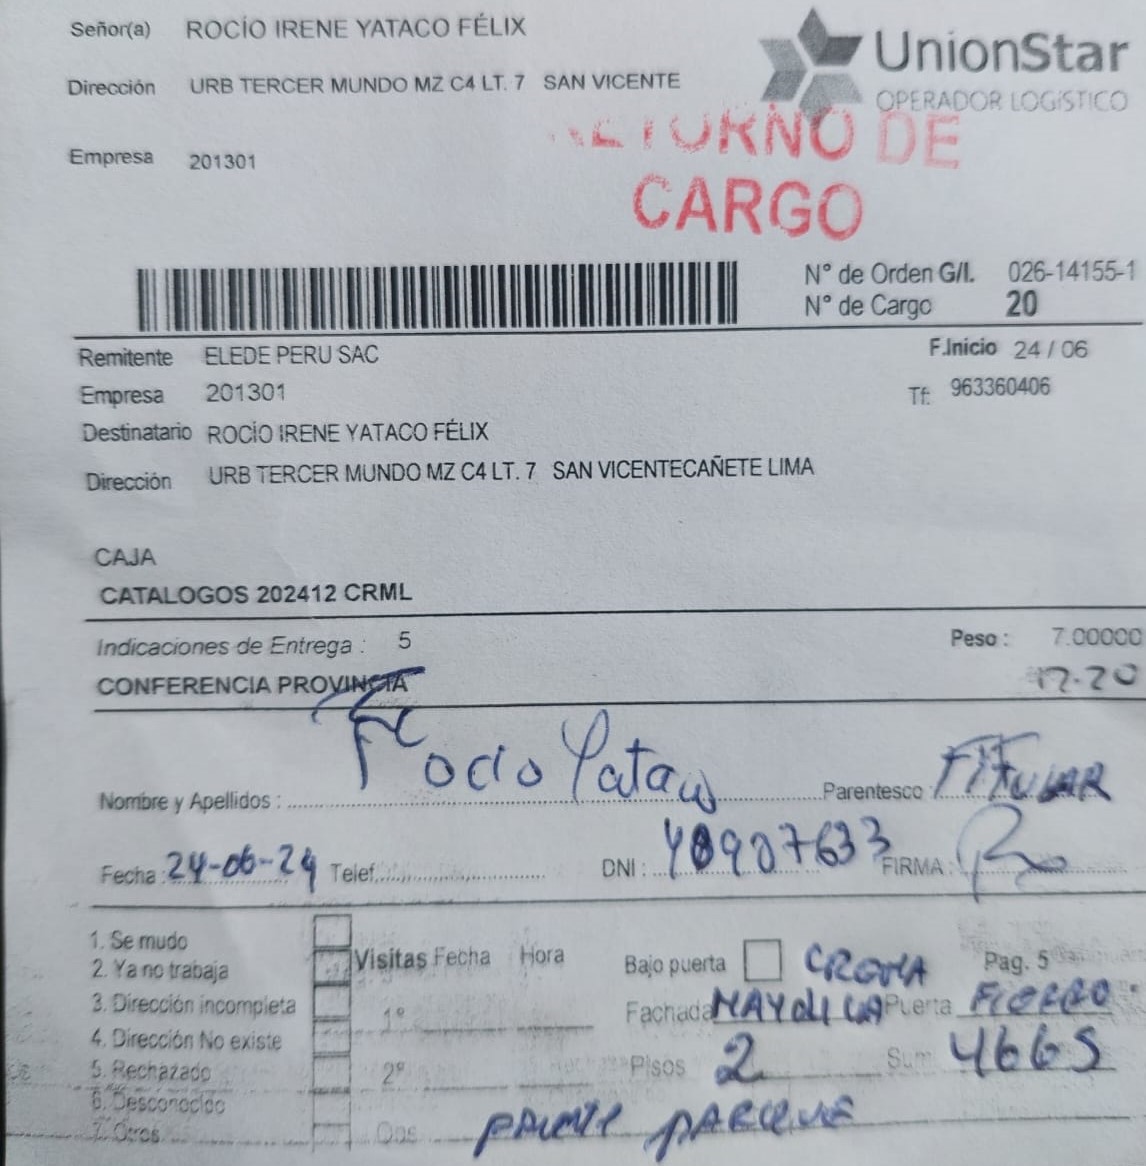 Señor(a) ROCÍO IRENE YATACO FÉLIX
UnionStar
OPERADOR LOGÍSTICO
Dirección URB TERCER MUNDO MZ C4 LT. 7 SAN VICENTE
Empresa 201301
RETORNO DE
CARGO
N° de Orden G/I. 026-14155-1
N° de Cargo 20
Remitente ELEDE PERU SAC
F.Inicio 24 / 06
Empresa 201301
Tf: 963360406
Destinatario ROCÍO IRENE YATACO FÉLIX
Dirección URB TERCER MUNDO MZ C4 LT. 7 SAN VICENTECAÑETE LIMA
CAJA
CATALOGOS 202412 CRML
Indicaciones de Entrega : 5 Peso : 7.00000
CONFERENCIA PROVINCIA 17.20
Nombre y Apellidos : Rocio Yataco Parentesco TITULAR
Fecha : 24-06-24 Telef. DNI : 40907633 FIRMA :
1. Se mudo
2. Ya no trabaja
3. Dirección incompleta
4. Dirección No existe
5. Rechazado
6. Desconocido
7. Otros
Visitas Fecha Hora
1°
2°
Obs
Bajo puerta CREMA Pag. 5
Fachada MAYOLICA Puerta FIERRO
Pisos 2 Sum 4665
PARQUE